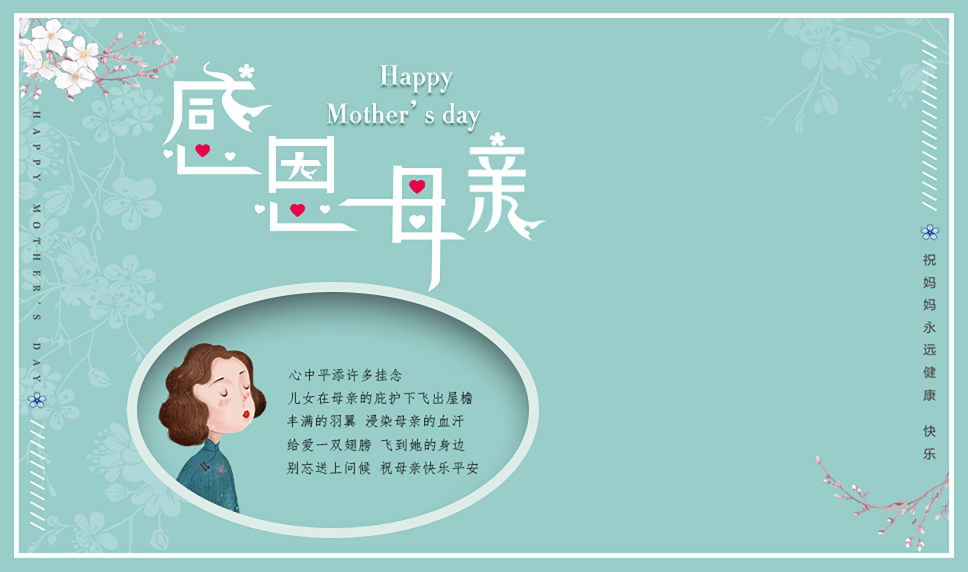 HAPPY MOTHER'S DAY
Happy
Mother's day
感恩母亲
心中平添许多挂念
儿女在母亲的庇护下飞出屋檐
丰满的羽翼 浸染母亲的血汗
给爱一双翅膀 飞到她的身边
别忘送上问候 祝母亲快乐平安
祝妈妈永远健康 快乐